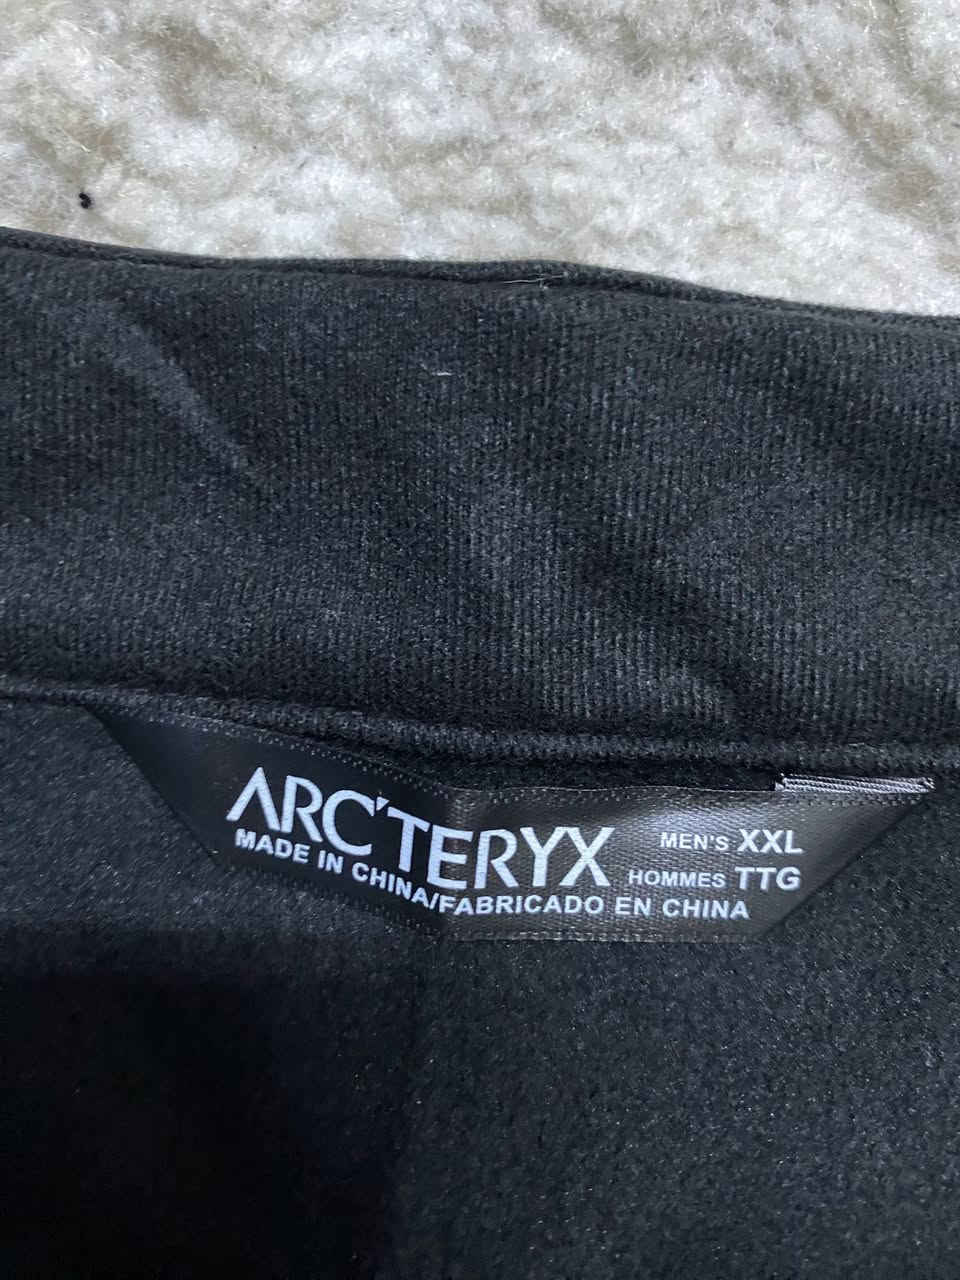 ARC'TERYX
MEN'S XXL
HOMMES TTG
MADE IN CHINA/FABRICADO EN CHINA